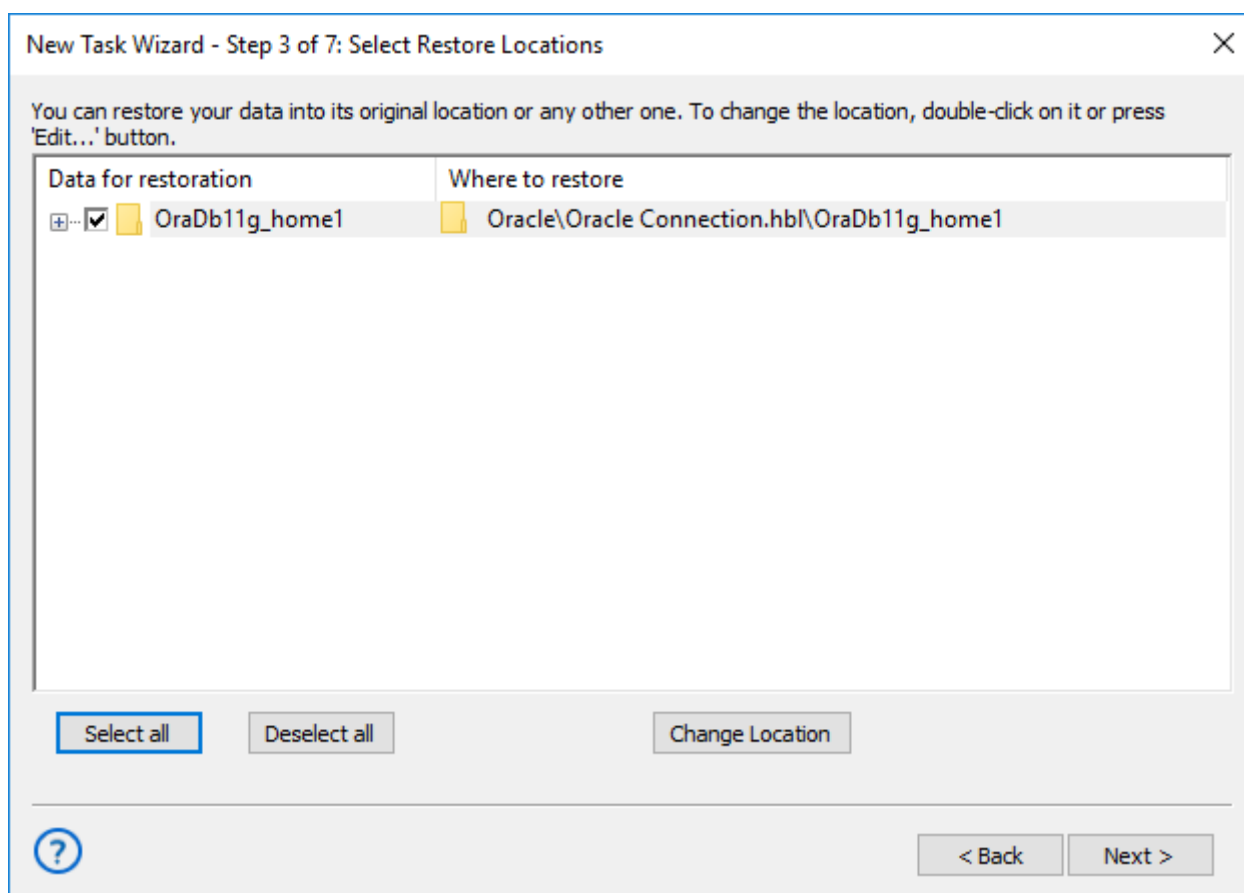 New Task Wizard - Step 3 of 7: Select Restore Locations
You can restore your data into its original location or any other one. To change the location, double-click on it or press
'Edit...' button.
Data for restoration Where to restore
OraDb11g_home1 Oracle\Oracle Connection.hbl\OraDb11g_home1
Select all Deselect all Change Location
? < Back Next >